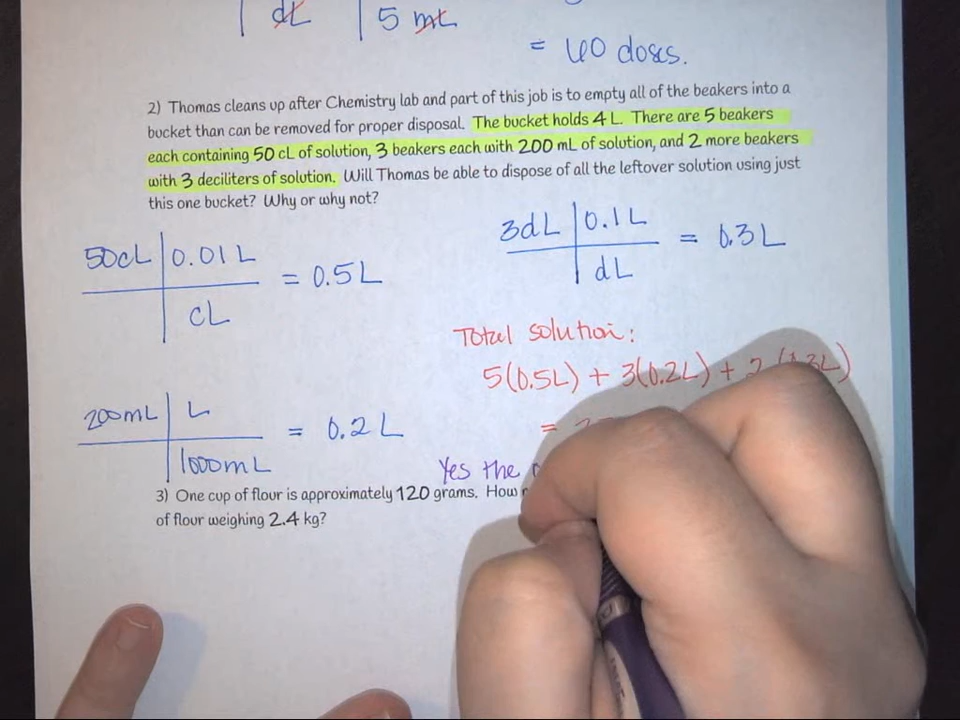 dL 5 mL
= 40 doses.
2) Thomas cleans up after Chemistry lab and part of this job is to empty all of the beakers into a
bucket than can be removed for proper disposal. The bucket holds 4 L. There are 5 beakers
each containing 50 cL of solution, 3 beakers each with 200 mL of solution, and 2 more beakers
with 3 deciliters of solution. Will Thomas be able to dispose of all the leftover solution using just
this one bucket? Why or why not?
50cL 0.01 L = 0.5 L
cL
3dL 0.1 L = 0.3 L
dL
Total solution:
5(0.5L) + 3(0.2L) + 2(0.3L)
=
200mL L = 0.2 L
1000mL
Yes the
3) One cup of flour is approximately 120 grams. How
of flour weighing 2.4 kg?